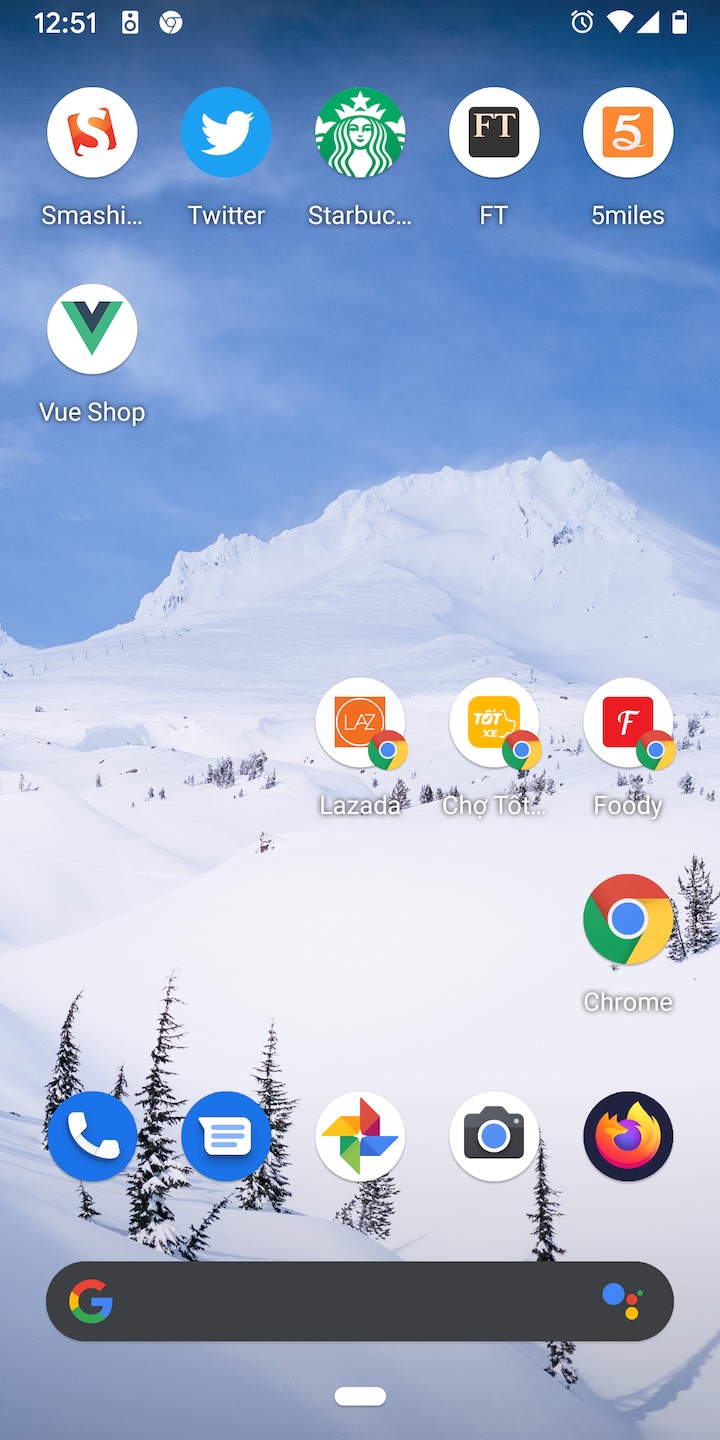 12:51
Smashi...
Twitter
Starbuc...
FT
FT
5
5miles
Vue Shop
LAZ
TỐT
XE
F
Lazada
Chợ Tốt...
Foody
Chrome
G